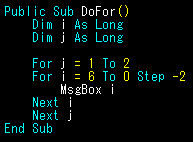 Public Sub DoFor()
    Dim i As Long
    Dim j As Long

    For j = 1 To 2
    For i = 6 To 0 Step -2
        MsgBox i
    Next i
    Next j
End Sub